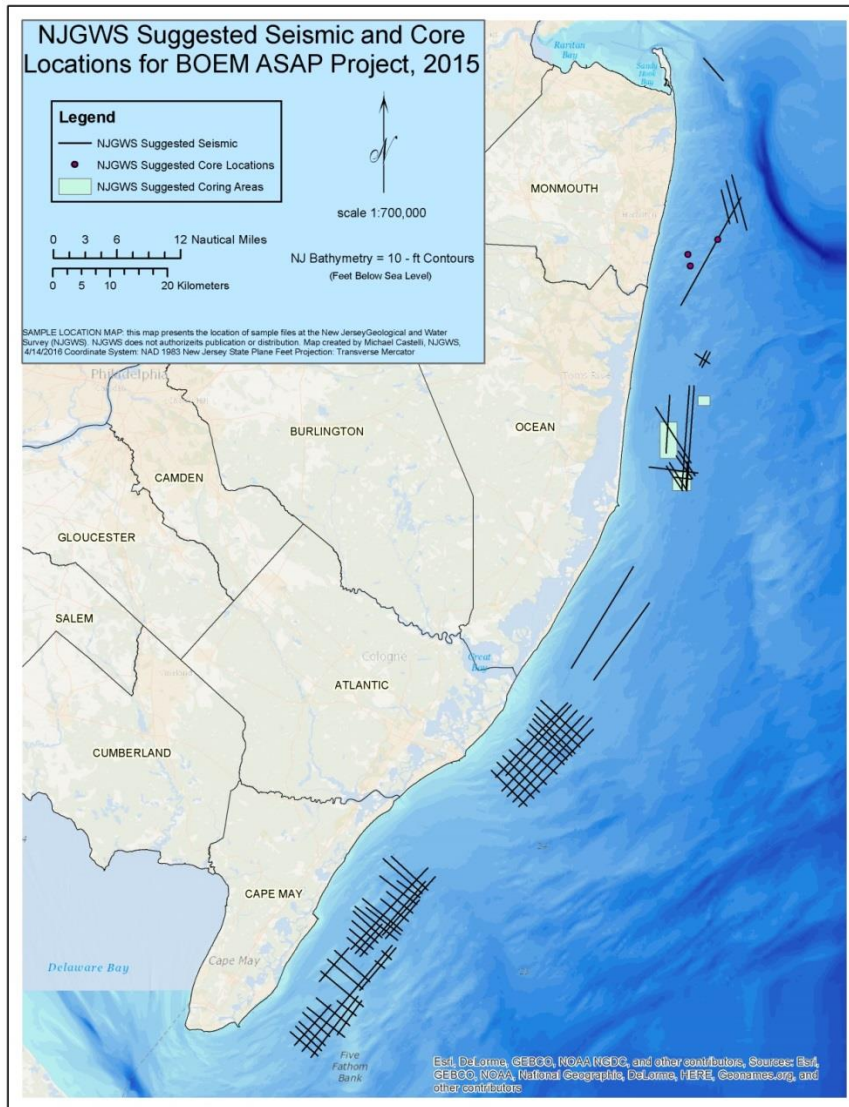 NJGWS Suggested Seismic and Core
Locations for BOEM ASAP Project, 2015
Legend
NJGWS Suggested Seismic
NJGWS Suggested Core Locations
NJGWS Suggested Coring Areas
N
scale 1:700,000
0 3 6 12 Nautical Miles
0 5 10 20 Kilometers
NJ Bathymetry = 10 - ft Contours
(Feet Below Sea Level)
SAMPLE LOCATION MAP: this map presents the location of sample files at the New JerseyGeological and Water
Survey (NJGWS). NJGWS does not authorizeits publication or distribution. Map created by Michael Castelli, NJGWS,
4/14/2016 Coordinate System: NAD 1983 New Jersey State Plane Feet Projection: Transverse Mercator
Raritan
Bay
Sandy
Hook
Bay
MONMOUTH
Philadelphia
Toms River
BURLINGTON
OCEAN
CAMDEN
GLOUCESTER
SALEM
Cologne
Great
Bay
ATLANTIC
CUMBERLAND
CAPE MAY
Cape May
Delaware Bay
Five
Fathom
Bank
Esri, DeLorme, GEBCO, NOAA NGDC, and other contributors, Sources: Esri,
GEBCO, NOAA, National Geographic, DeLorme, HERE, Geonames.org, and
other contributors